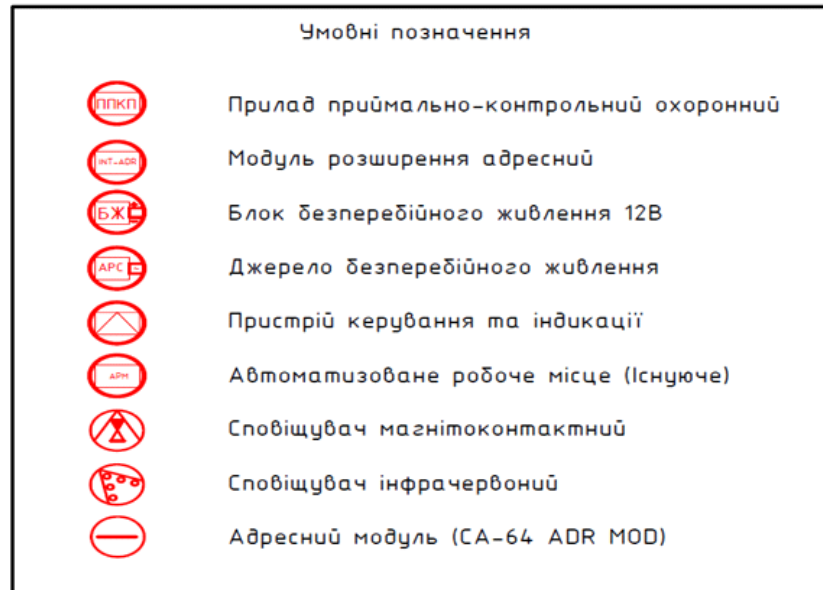 Умовні позначення
ППКП Прилад приймально-контрольний охоронний
INT-ADR Модуль розширення адресний
БЖ Блок безперебійного живлення 12В
APC Джерело безперебійного живлення
Пристрій керування та індикації
АРМ Автоматизоване робоче місце (Існуюче)
Сповіщувач магнітоконтактний
Сповіщувач інфрачервоний
Адресний модуль (CA-64 ADR MOD)